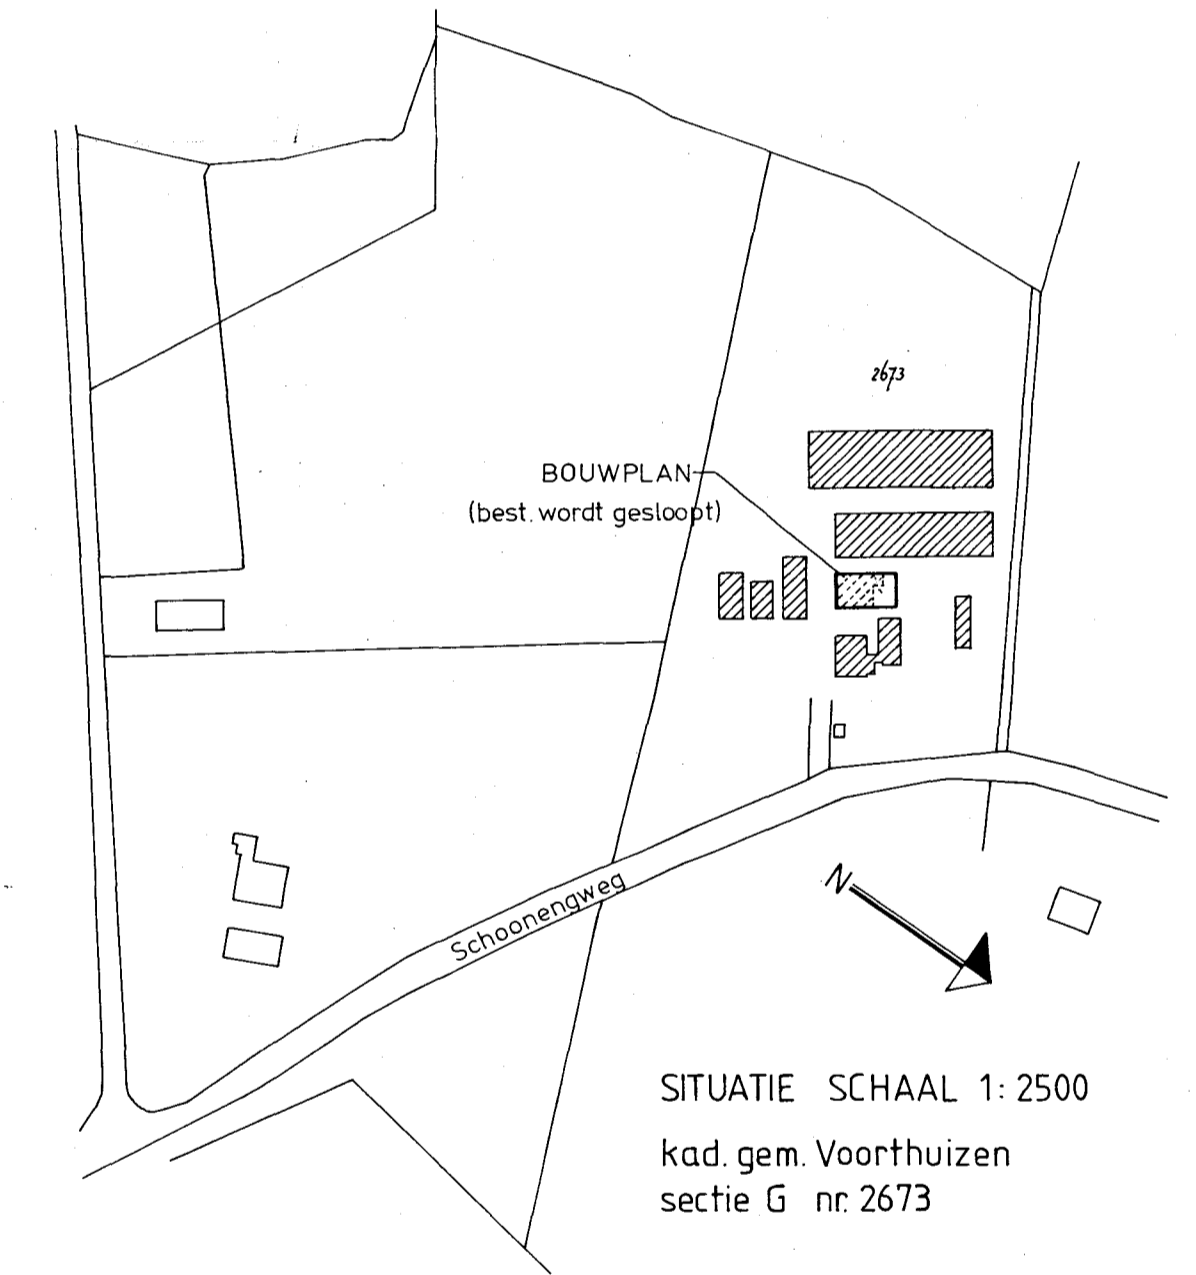 2673
BOUWPLAN
(best. wordt gesloopt)
Schoonengweg
N
SITUATIE SCHAAL 1: 2500
kad. gem. Voorthuizen
sectie G nr. 2673